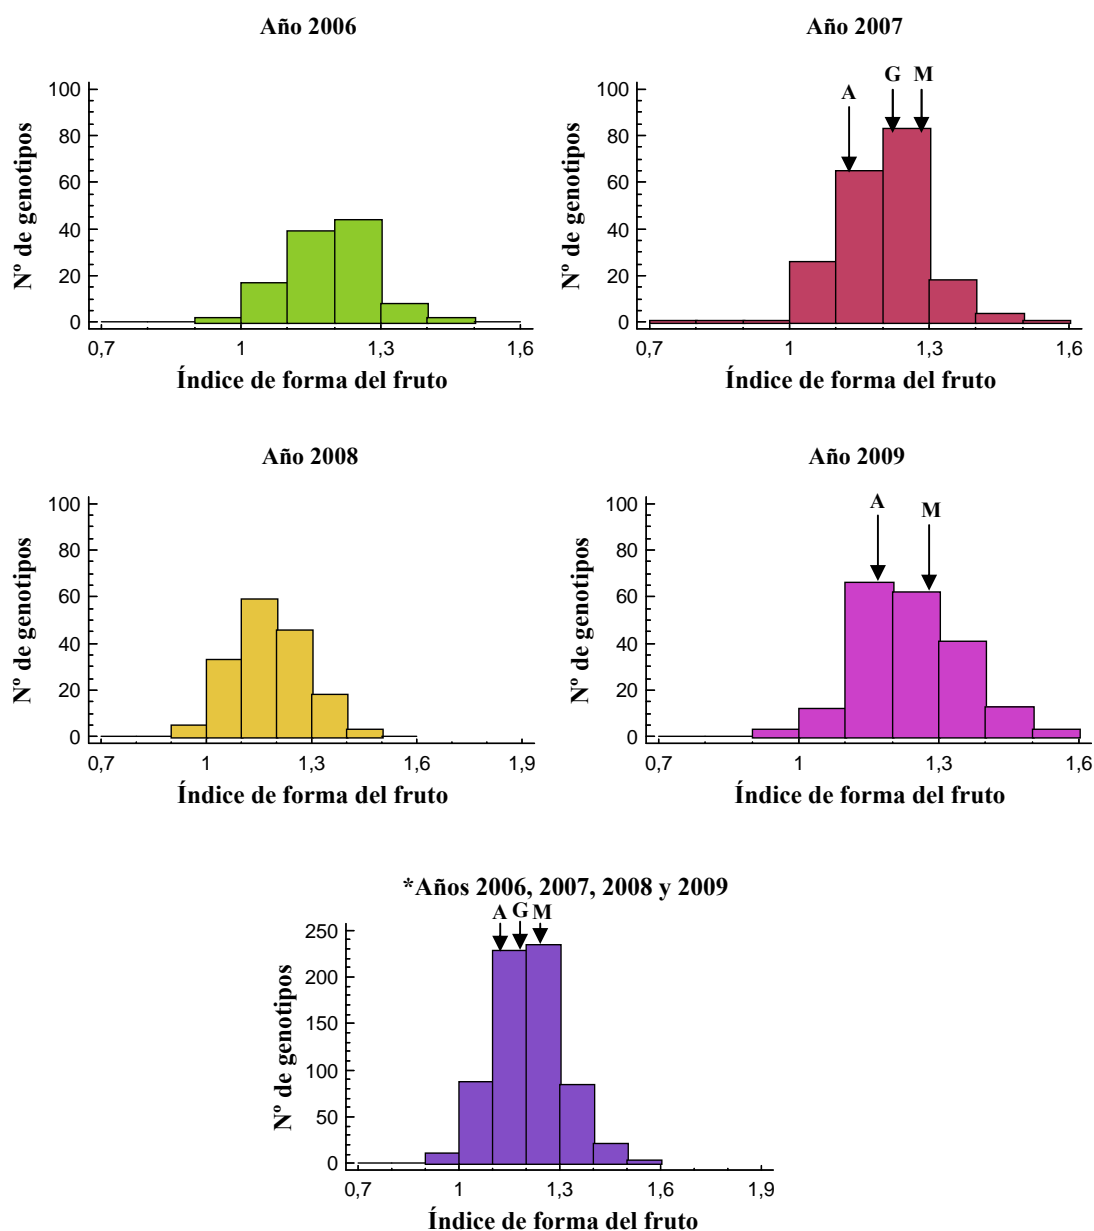 Año 2006
Nº de genotipos
100
80
60
40
20
0
0,7
1
1,3
1,6
Índice de forma del fruto
Año 2007
Nº de genotipos
100
80
60
40
20
0
A
G
M
0,7
1
1,3
1,6
Índice de forma del fruto
Año 2008
Nº de genotipos
100
80
60
40
20
0
0,7
1
1,3
1,6
1,9
Índice de forma del fruto
Año 2009
Nº de genotipos
100
80
60
40
20
0
A
M
0,7
1
1,3
1,6
Índice de forma del fruto
*Años 2006, 2007, 2008 y 2009
Nº de genotipos
250
200
150
100
50
0
A
G
M
0,7
1
1,3
1,6
1,9
Índice de forma del fruto